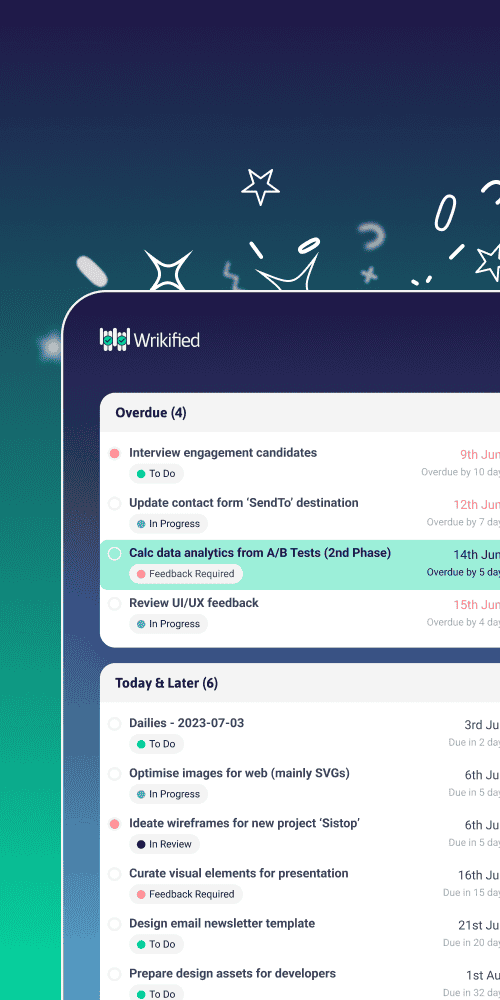 Wrikified
Overdue (4)
Interview engagement candidates 9th Jun
To Do Overdue by 10 day
Update contact form ‘SendTo’ destination 12th Jun
In Progress Overdue by 7 day
Calc data analytics from A/B Tests (2nd Phase) 14th Jun
Feedback Required Overdue by 5 day
Review UI/UX feedback 15th Jun
In Progress Overdue by 4 day
Today & Later (6)
Dailies - 2023-07-03 3rd Ju
To Do Due in 2 day
Optimise images for web (mainly SVGs) 6th Ju
In Progress Due in 5 day
Ideate wireframes for new project ‘Sistop’ 6th Ju
In Review Due in 5 day
Curate visual elements for presentation 16th Ju
Feedback Required Due in 15 day
Design email newsletter template 21st Ju
To Do Due in 20 day
Prepare design assets for developers 1st Au
To Do Due in 32 day